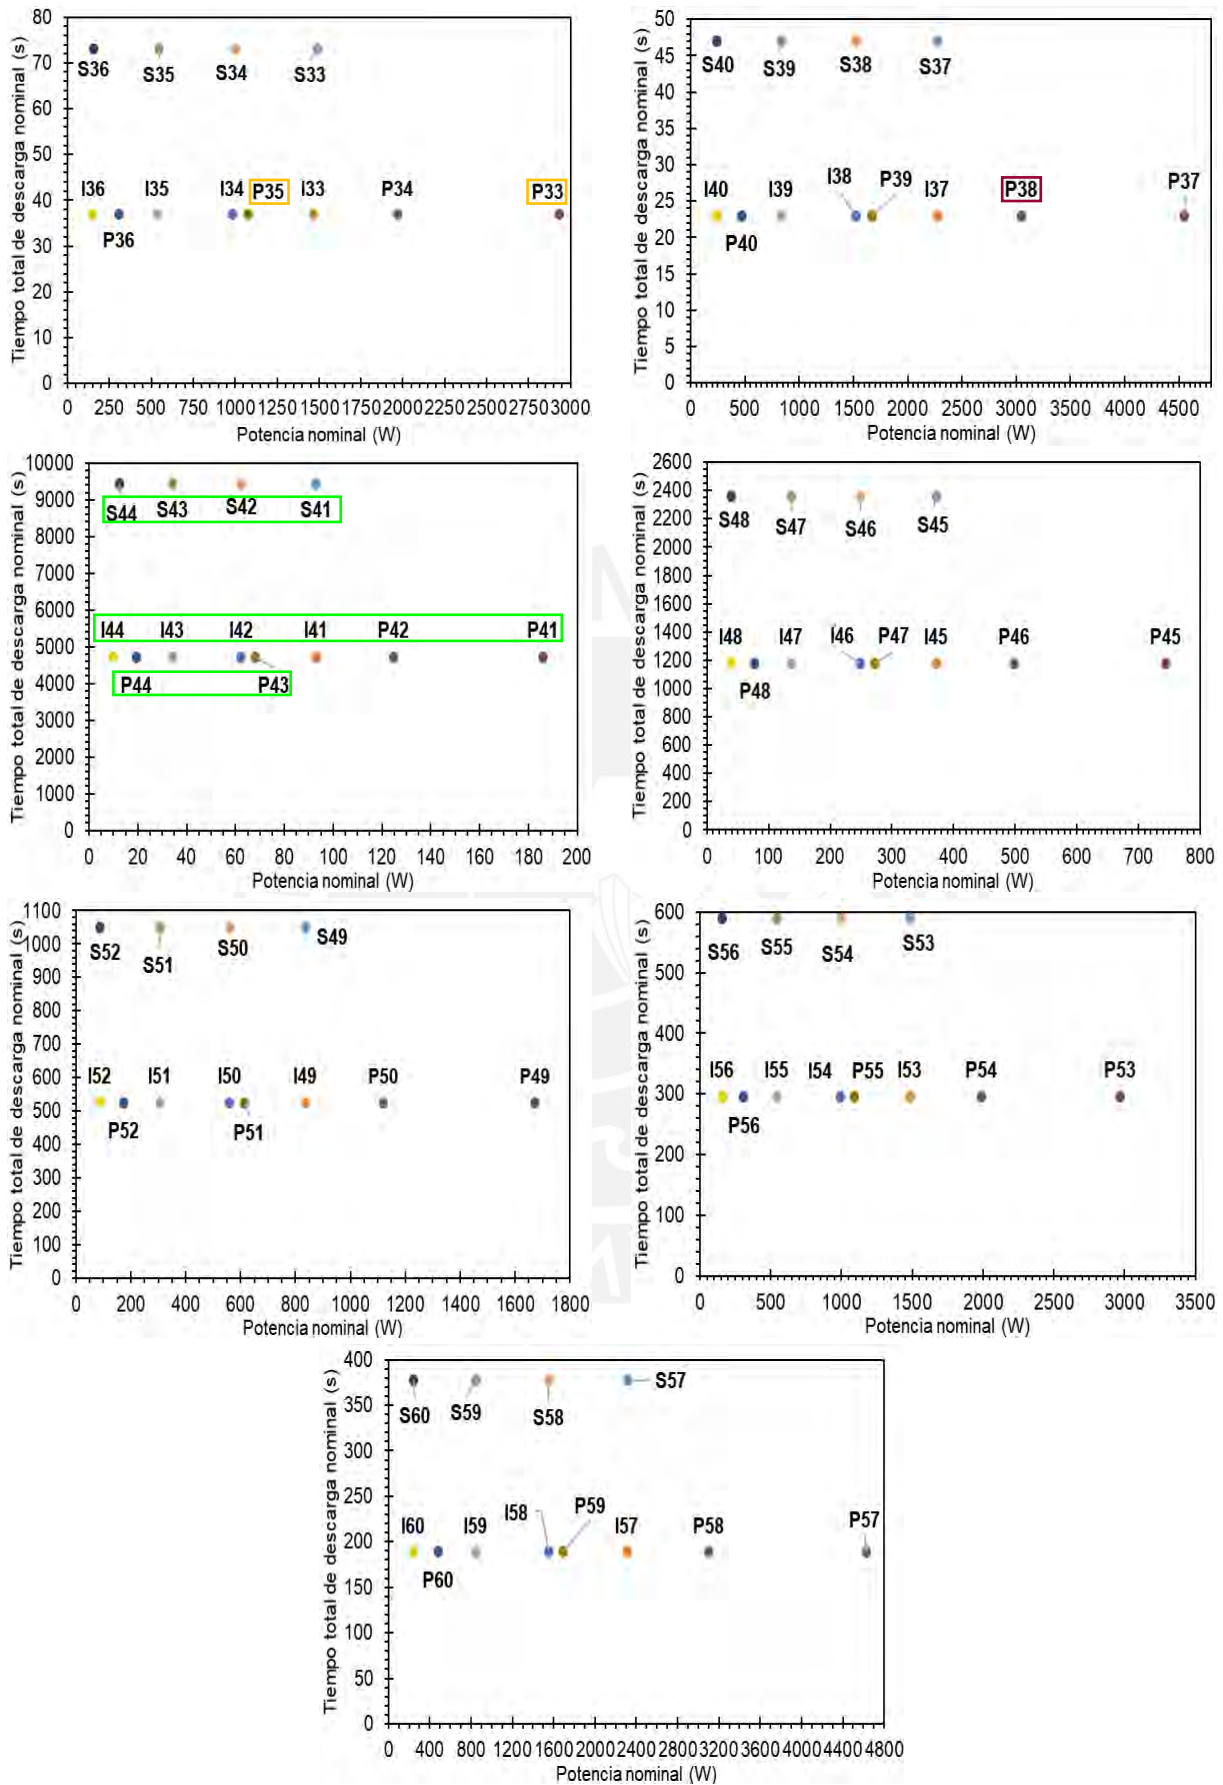 Tiempo total de descarga nominal (s)
80
70
60
50
40
30
20
10
0
S36 S35 S34 S33
I36 I35 I34 P35 I33 P34 P33
P36
0 250 500 750 1000 1250 1500 1750 2000 2250 2500 2750 3000
Potencia nominal (W)
Tiempo total de descarga nominal (s)
50
45
40
35
30
25
20
15
10
5
0
S40 S39 S38 S37
I40 I39 I38 P39 I37 P38 P37
P40
0 500 1000 1500 2000 2500 3000 3500 4000 4500
Potencia nominal (W)
Tiempo total de descarga nominal (s)
10000
9000
8000
7000
6000
5000
4000
3000
2000
1000
0
S44 S43 S42 S41
I44 I43 I42 I41 P42 P41
P44 P43
0 20 40 60 80 100 120 140 160 180 200
Potencia nominal (W)
Tiempo total de descarga nominal (s)
2600
2400
2200
2000
1800
1600
1400
1200
1000
800
600
400
200
0
S48 S47 S46 S45
I48 I47 I46 P47 I45 P46 P45
P48
0 100 200 300 400 500 600 700 800
Potencia nominal (W)
Tiempo total de descarga nominal (s)
1100
1000
900
800
700
600
500
400
300
200
100
0
S52 S51 S50 S49
I52 I51 I50 I49 P50 P49
P52 P51
0 200 400 600 800 1000 1200 1400 1600 1800
Potencia nominal (W)
Tiempo total de descarga nominal (s)
600
500
400
300
200
100
0
S56 S55 S54 S53
I56 I55 I54 P55 I53 P54 P53
P56
0 500 1000 1500 2000 2500 3000 3500
Potencia nominal (W)
Tiempo total de descarga nominal (s)
400
350
300
250
200
150
100
50
0
S60 S59 S58 S57
I60 I59 I58 P59 I57 P58 P57
P60
0 400 800 1200 1600 2000 2400 2800 3200 3600 4000 4400 4800
Potencia nominal (W)